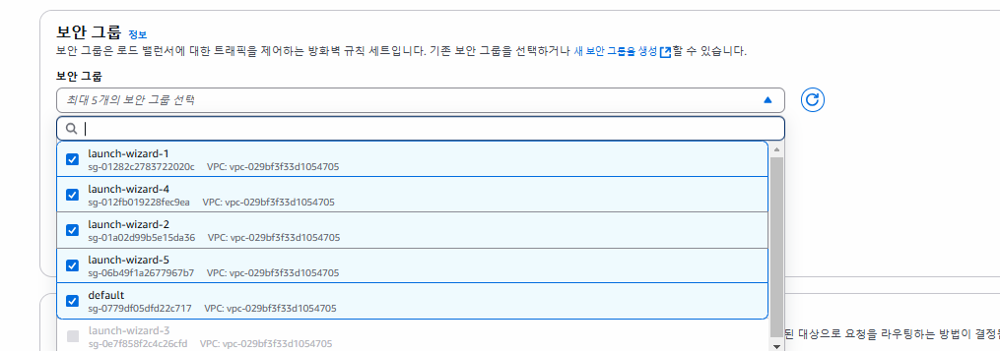 보안 그룹 정보
보안 그룹은 로드 밸런서에 대한 트래픽을 제어하는 방화벽 규칙 세트입니다. 기존 보안 그룹을 선택하거나 새 보안 그룹을 생성할 수 있습니다.
보안 그룹
최대 5개의 보안 그룹 선택
launch-wizard-1
sg-01282c2783722020c VPC: vpc-029bf3f33d1054705
launch-wizard-4
sg-012fb019228fec9ea VPC: vpc-029bf3f33d1054705
launch-wizard-2
sg-01a02d99b5e15da36 VPC: vpc-029bf3f33d1054705
launch-wizard-5
sg-06b49f1a2677967b7 VPC: vpc-029bf3f33d1054705
default
sg-0779df05dfd22c717 VPC: vpc-029bf3f33d1054705
launch-wizard-3
된 대상으로 요청을 라우팅하는 방법이 결정
sg-0e7f858f2c4c26cfd VPC: vpc-029bf3f33d1054705